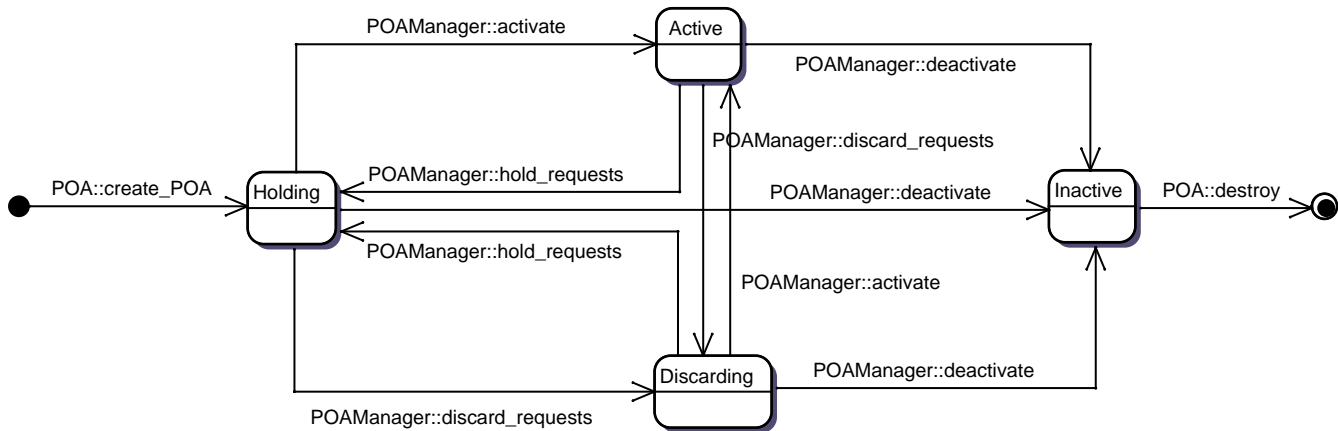 POAManager::activate
Active
POAManager::deactivate
POAManager::discard_requests
POAManager::hold_requests
POA::create_POA
Holding
POAManager::deactivate
Inactive
POA::destroy
POAManager::hold_requests
POAManager::activate
Discarding
POAManager::deactivate
POAManager::discard_requests